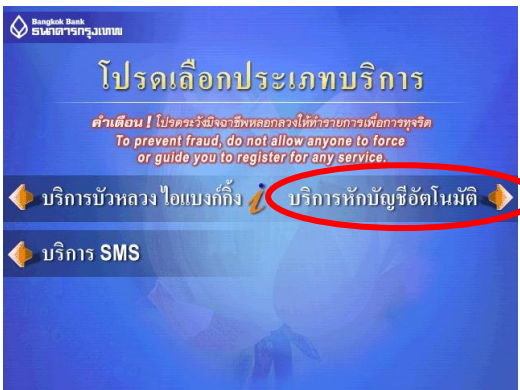 Bangkok Bank
ธนาคารกรุงเทพ
โปรดเลือกประเภทบริการ
คำเตือน ! โปรดระวังมิจฉาชีพหลอกลวงให้ทำรายการเพื่อการทุจริต
To prevent fraud, do not allow anyone to force
or guide you to register for any service.
บริการบัวหลวง ไอแบงก์กิ้ง i บริการหักบัญชีอัตโนมัติ
บริการ SMS